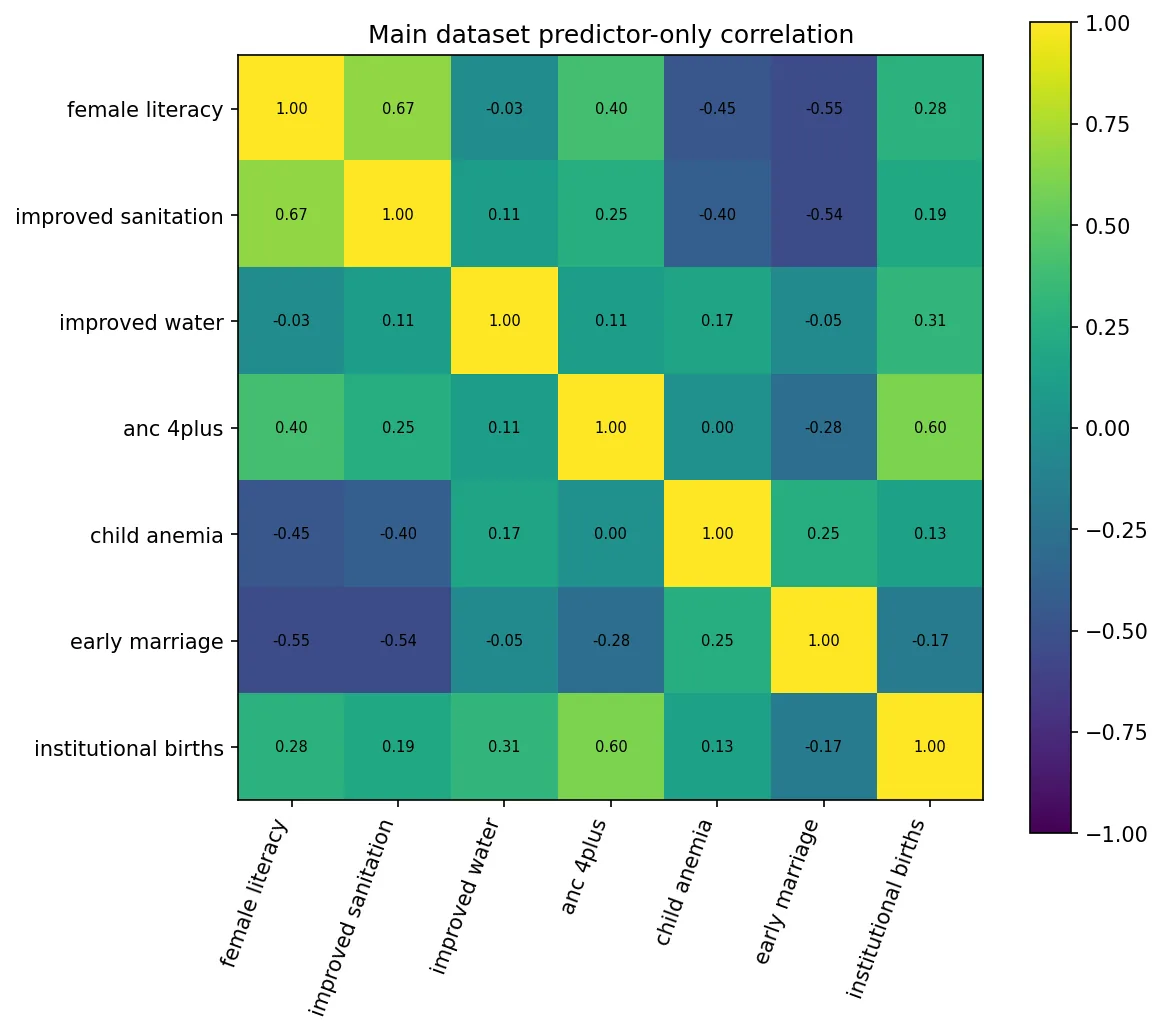 Main dataset predictor-only correlation
female literacy 1.00 0.67 -0.03 0.40 -0.45 -0.55 0.28
improved sanitation 0.67 1.00 0.11 0.25 -0.40 -0.54 0.19
improved water -0.03 0.11 1.00 0.11 0.17 -0.05 0.31
anc 4plus 0.40 0.25 0.11 1.00 0.00 -0.28 0.60
child anemia -0.45 -0.40 0.17 0.00 1.00 0.25 0.13
early marriage -0.55 -0.54 -0.05 -0.28 0.25 1.00 -0.17
institutional births 0.28 0.19 0.31 0.60 0.13 -0.17 1.00
female literacy
improved sanitation
improved water
anc 4plus
child anemia
early marriage
institutional births
1.00
0.75
0.50
0.25
0.00
−0.25
−0.50
−0.75
−1.00